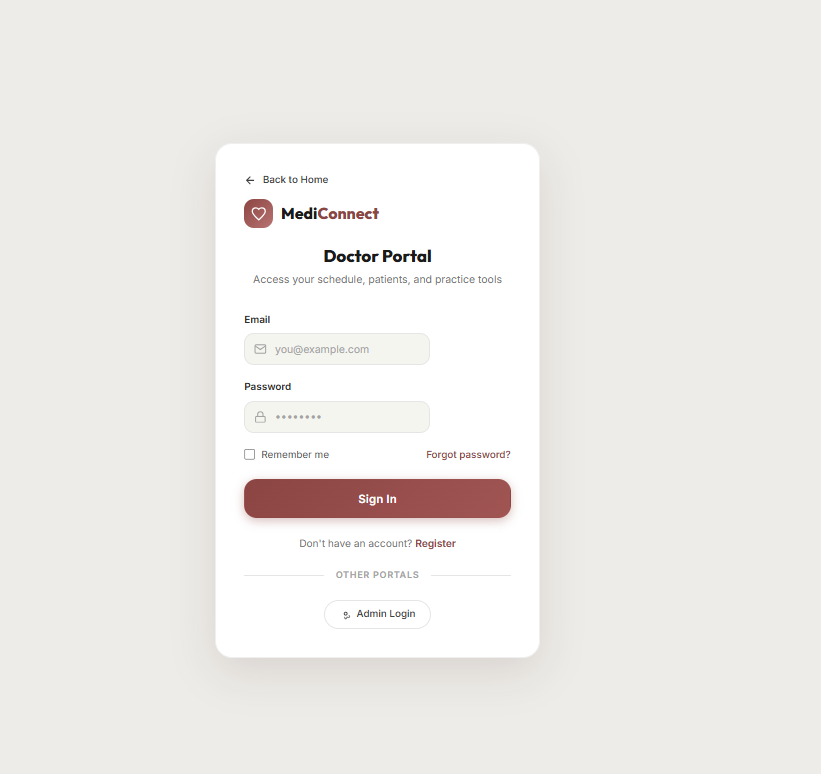 Back to Home
MediConnect
Doctor Portal
Access your schedule, patients, and practice tools
Email
you@example.com
Password
••••••••
Remember me Forgot password?
Sign In
Don't have an account? Register
OTHER PORTALS
Admin Login